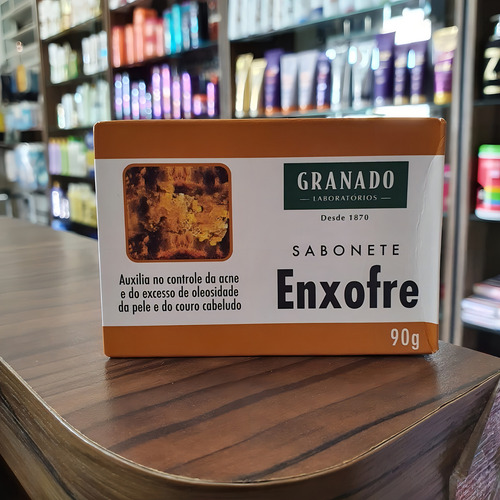 GRANADO
LABORATÓRIOS
Desde 1870
SABONETE
Enxofre
Auxilia no controle da acne
e do excesso de oleosidade
da pele e do couro cabeludo
90g